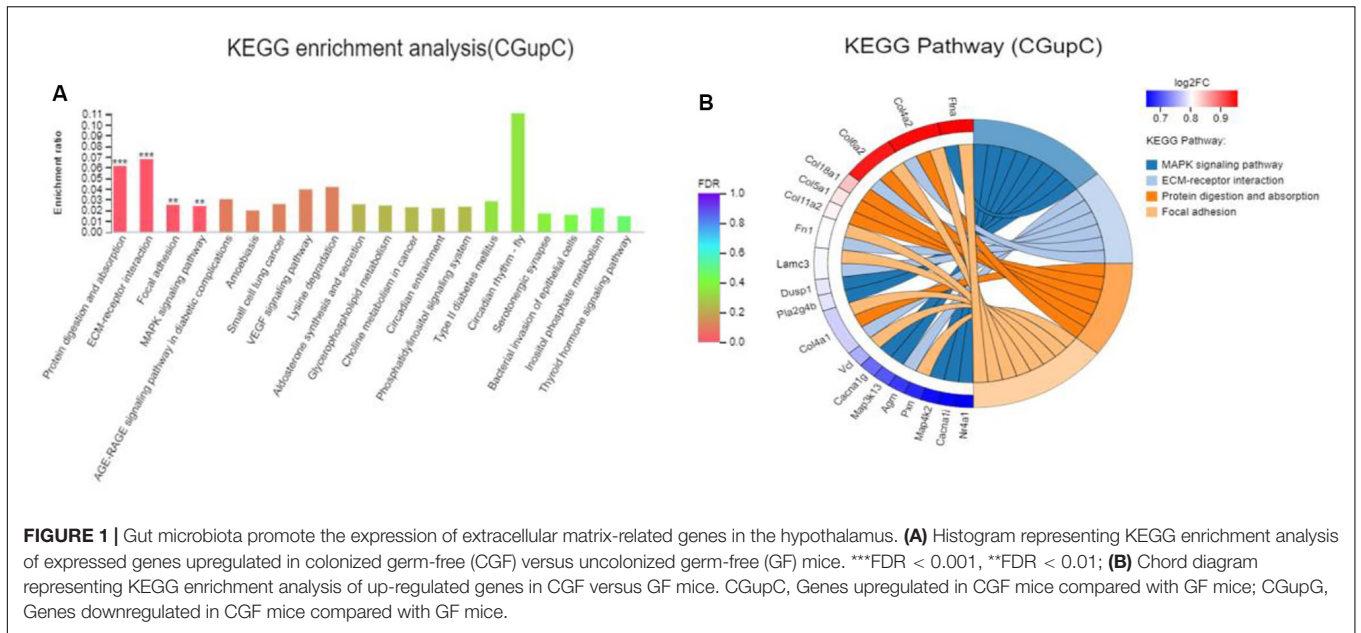 KEGG enrichment analysis(CGupC)
A
Enrichment ratio
0.11
0.10
0.09
0.08
0.07
0.06
0.05
0.04
0.03
0.02
0.01
0.00
***
***
**
**
Protein digestion and absorption
ECM-receptor interaction
Focal adhesion
MAPK signaling pathway
AGE-RAGE signaling pathway in diabetic complications
Amoebiasis
Small cell lung cancer
VEGF signaling pathway
Lysine degradation
Aldosterone synthesis and secretion
Glycerophospholipid metabolism
Choline metabolism in cancer
Circadian entrainment
Phosphatidylinositol signaling system
Type II diabetes mellitus
Circadian rhythm - fly
Serotonergic synapse
Bacterial invasion of epithelial cells
Inositol phosphate metabolism
Thyroid hormone signaling pathway
FDR
1.0
0.8
0.6
0.4
0.2
0.0
KEGG Pathway (CGupC)
B
Flna
Col4a2
Col6a2
Col18a1
Col5a1
Col11a2
Fn1
Lamc3
Dusp1
Pla2g4b
Col4a1
Vcl
Cacna1g
Map3k13
Agrn
Pxn
Map4k2
Cacna1i
Nr4a1
log2FC
0.7 0.8 0.9
KEGG Pathway:
MAPK signaling pathway
ECM-receptor interaction
Protein digestion and absorption
Focal adhesion
FIGURE 1 | Gut microbiota promote the expression of extracellular matrix-related genes in the hypothalamus. (A) Histogram representing KEGG enrichment analysis
of expressed genes upregulated in colonized germ-free (CGF) versus uncolonized germ-free (GF) mice. ***FDR < 0.001, **FDR < 0.01; (B) Chord diagram
representing KEGG enrichment analysis of up-regulated genes in CGF versus GF mice. CGupC, Genes upregulated in CGF mice compared with GF mice; CGupG,
Genes downregulated in CGF mice compared with GF mice.